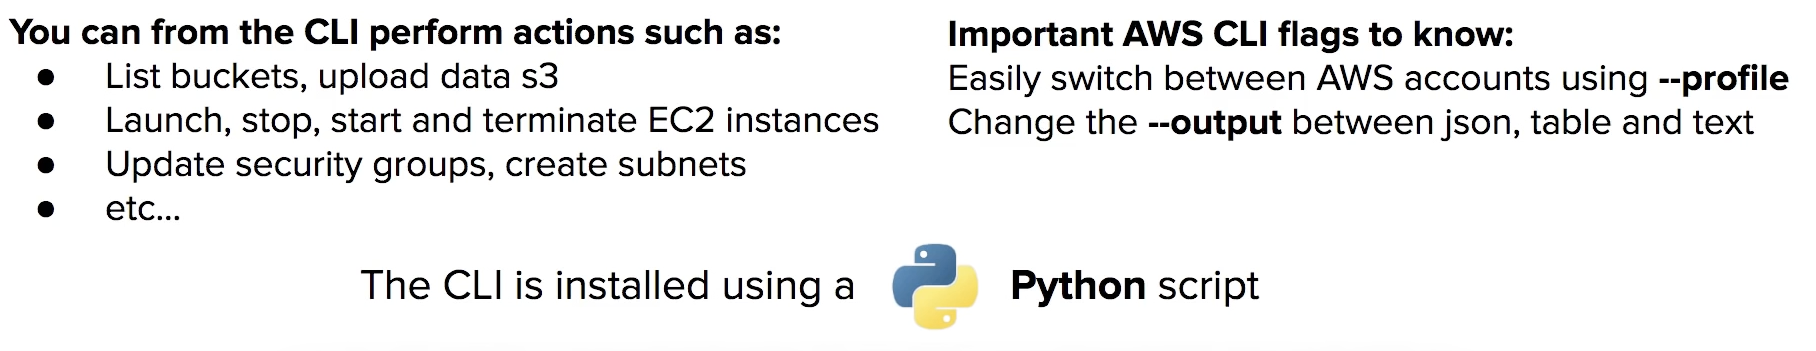 You can from the CLI perform actions such as:
● List buckets, upload data s3
● Launch, stop, start and terminate EC2 instances
● Update security groups, create subnets
● etc...
Important AWS CLI flags to know:
Easily switch between AWS accounts using --profile
Change the --output between json, table and text
The CLI is installed using a Python script